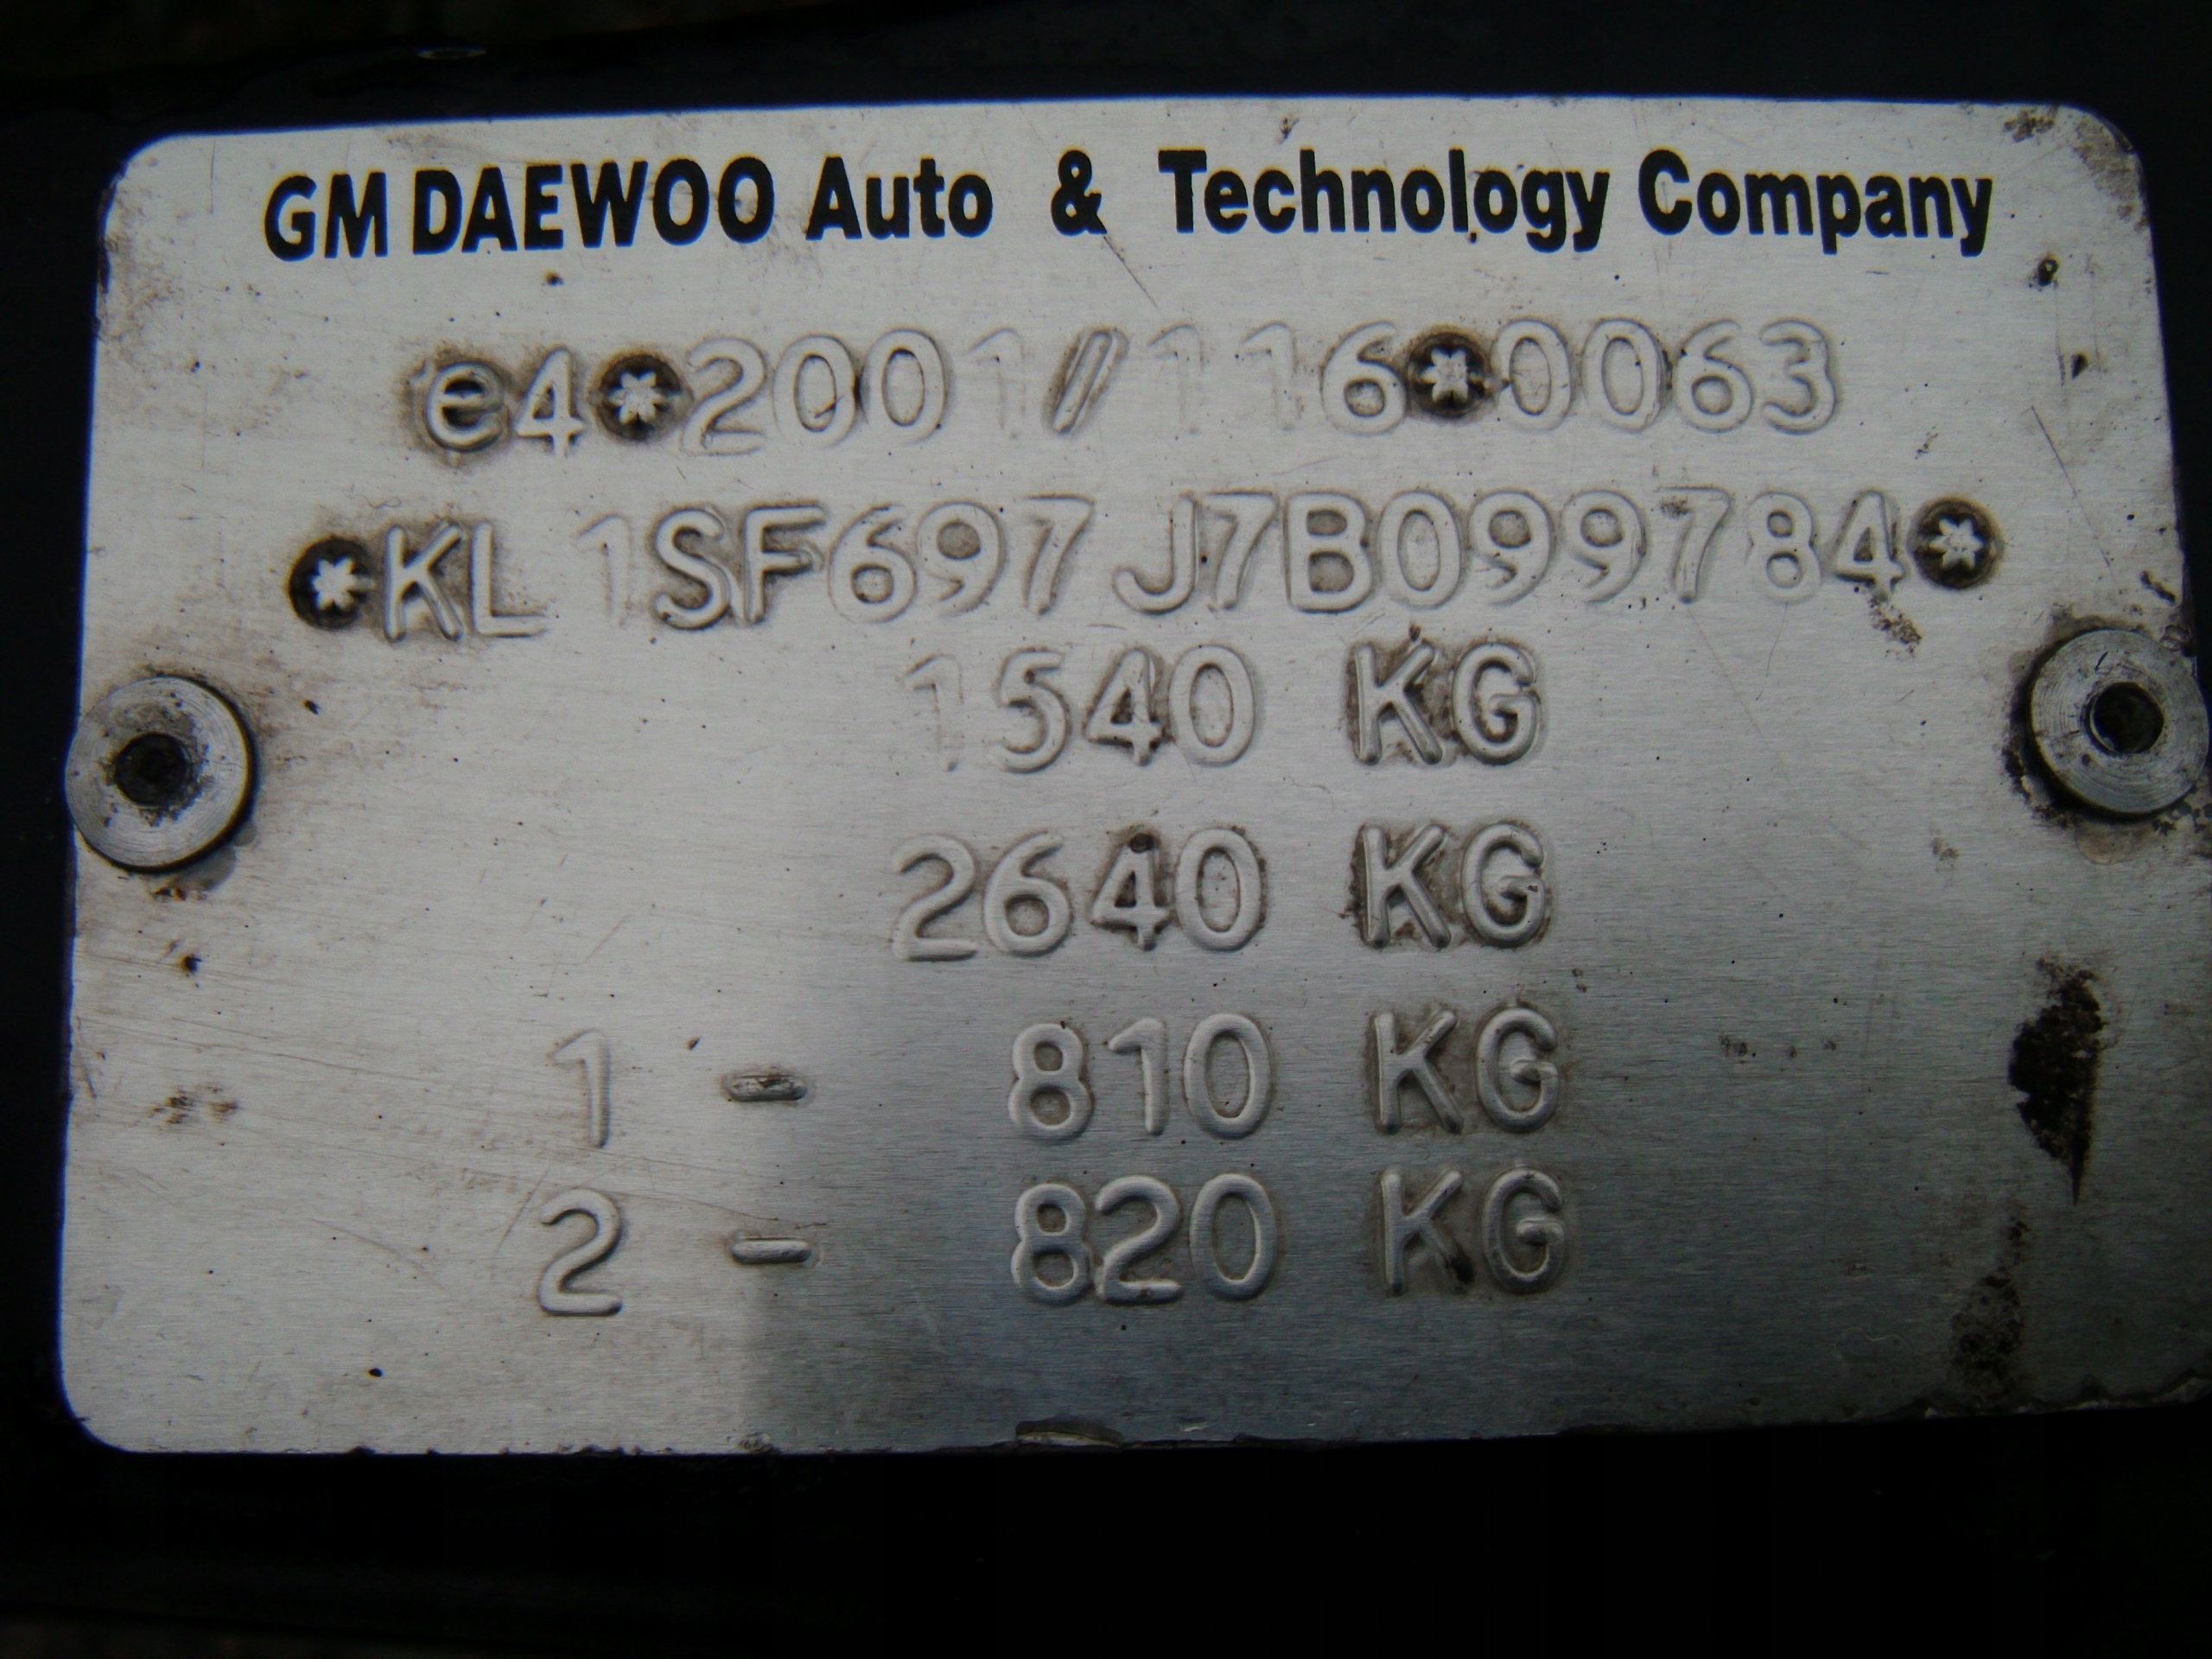 GM DAEWOO Auto & Technology Company
e4*2001/116*0063
*KL1SF697J7B099784*
1540 KG
2640 KG
1 - 810 KG
2 - 820 KG